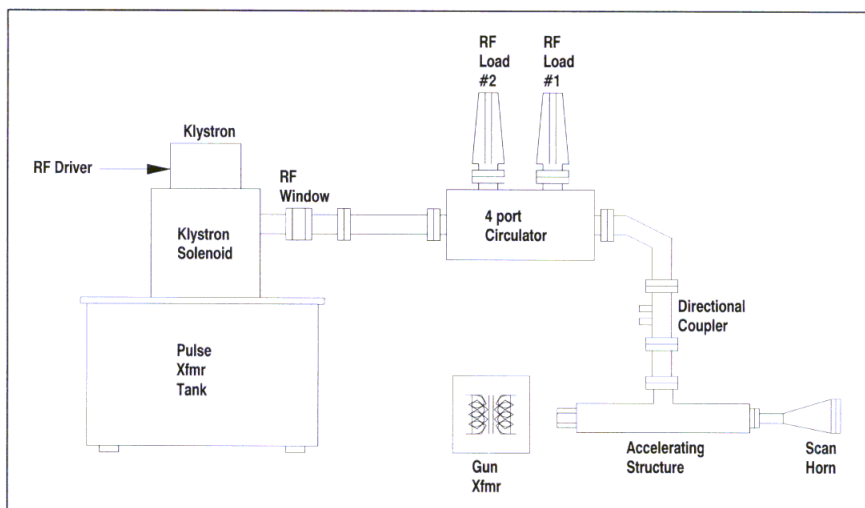 RF
Load
#2
RF
Load
#1
Klystron
RF Driver
RF
Window
Klystron
Solenoid
4 port
Circulator
Directional
Coupler
Pulse
Xfmr
Tank
Gun
Xfmr
Accelerating
Structure
Scan
Horn